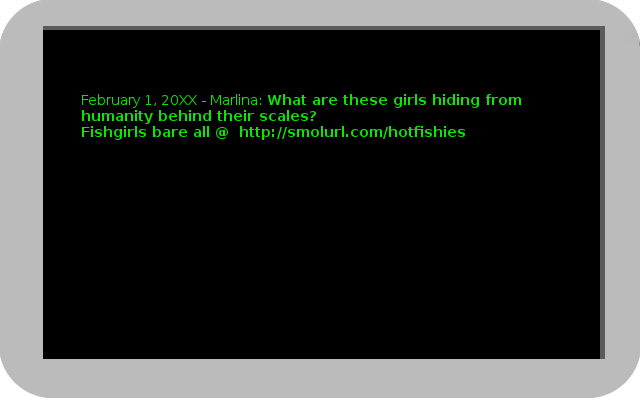 February 1, 20XX - Marlina: What are these girls hiding from
humanity behind their scales?
Fishgirls bare all @  http://smolurl.com/hotfishies